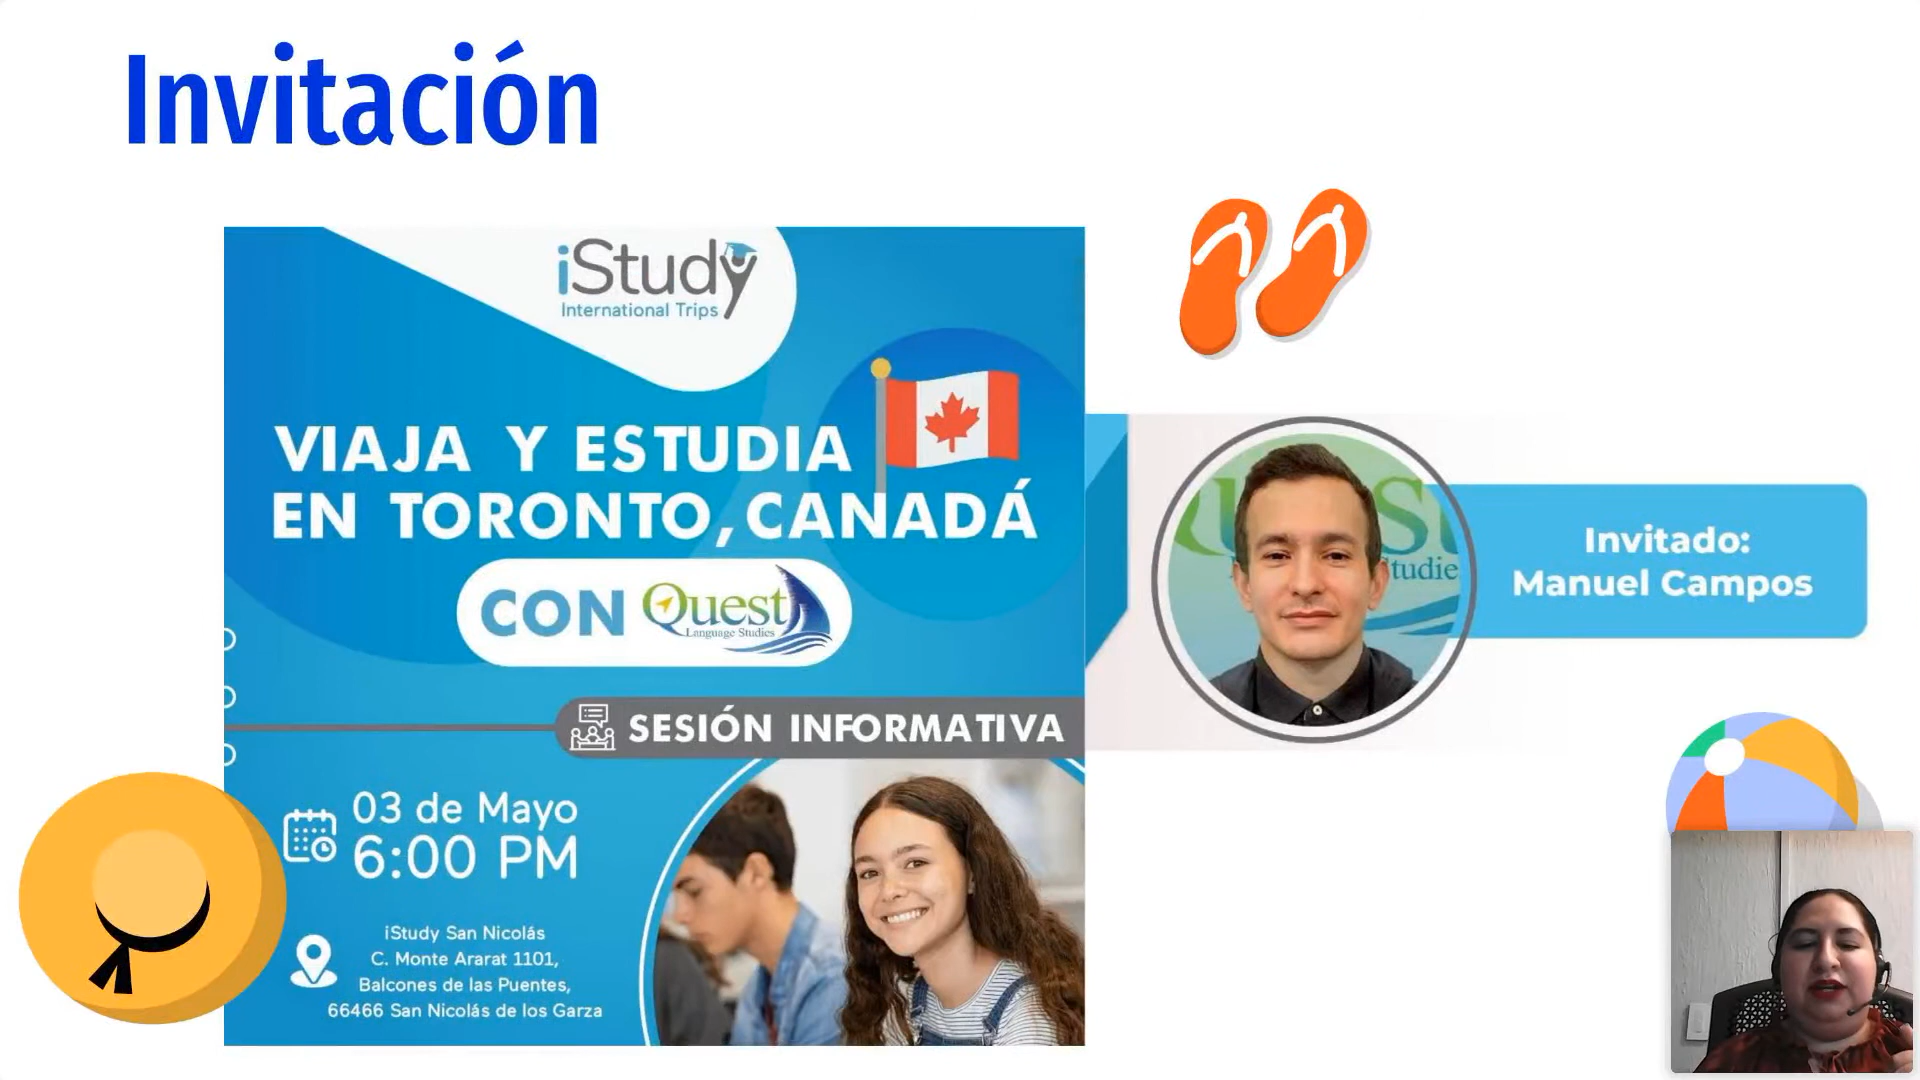 Invitación
iStudy
International Trips
VIAJA Y ESTUDIA
EN TORONTO, CANADÁ
CON Quest
Language Studies
SESIÓN INFORMATIVA
03 de Mayo
6:00 PM
iStudy San Nicolás
C. Monte Ararat 1101,
Balcones de las Puentes,
66466 San Nicolás de los Garza
Invitado:
Manuel Campos